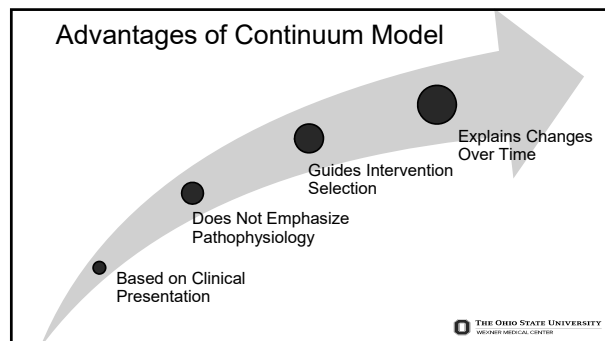 Advantages of Continuum Model
Explains Changes
Over Time
Guides Intervention
Selection
Does Not Emphasize
Pathophysiology
Based on Clinical
Presentation
THE OHIO STATE UNIVERSITY
WEXNER MEDICAL CENTER